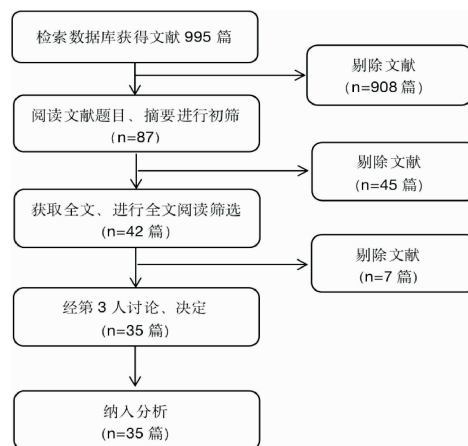 检索数据库获得文献 995 篇
剔除文献
(n=908 篇)
阅读文献题目、摘要进行初筛
(n=87)
剔除文献
(n=45 篇)
获取全文、进行全文阅读筛选
(n=42 篇)
剔除文献
(n=7 篇)
经第 3 人讨论、决定
(n=35 篇)
纳入分析
(n=35 篇)